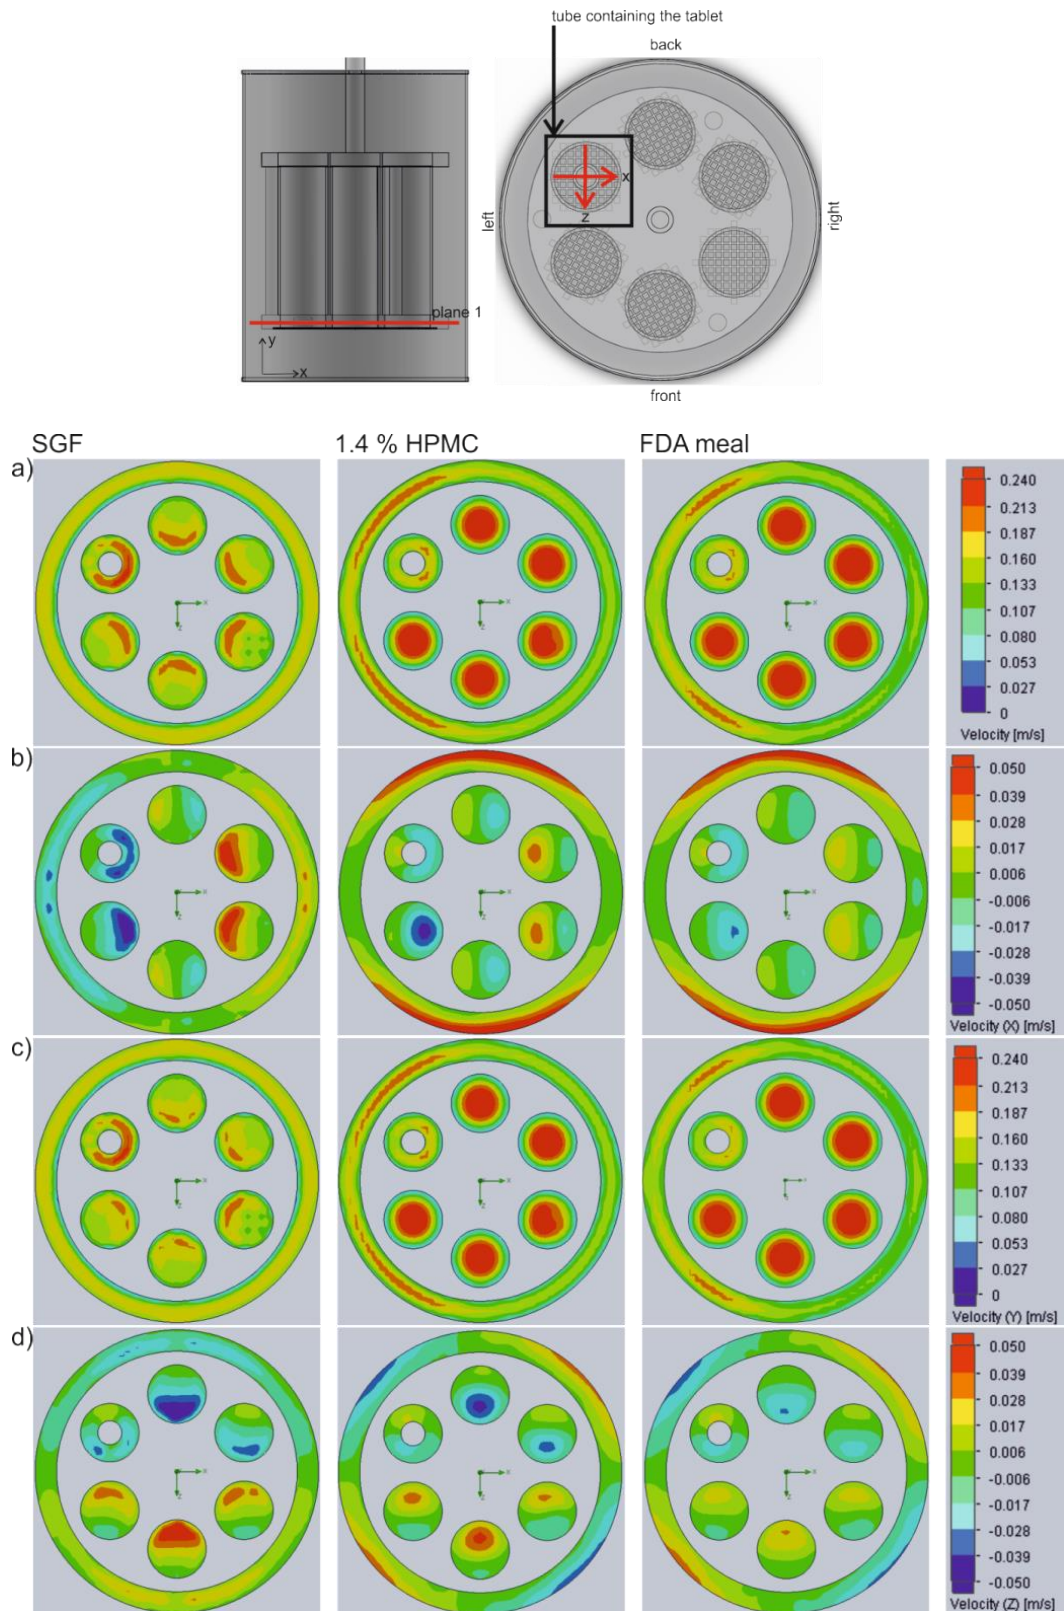 tube containing the tablet
back
x
z
left
right
plane 1
y
x
front
SGF
1.4 % HPMC
FDA meal
a)
x
z
x
z
x
z
0.240
0.213
0.187
0.160
0.133
0.107
0.080
0.053
0.027
0
Velocity [m/s]
b)
x
z
x
z
x
z
0.050
0.039
0.028
0.017
0.006
-0.006
-0.017
-0.028
-0.039
-0.050
Velocity (X) [m/s]
c)
x
z
x
z
0.240
0.213
0.187
0.160
0.133
0.107
0.080
0.053
0.027
0
Velocity (Y) [m/s]
d)
x
z
x
z
x
z
0.050
0.039
0.028
0.017
0.006
-0.006
-0.017
-0.028
-0.039
-0.050
Velocity (Z) [m/s]